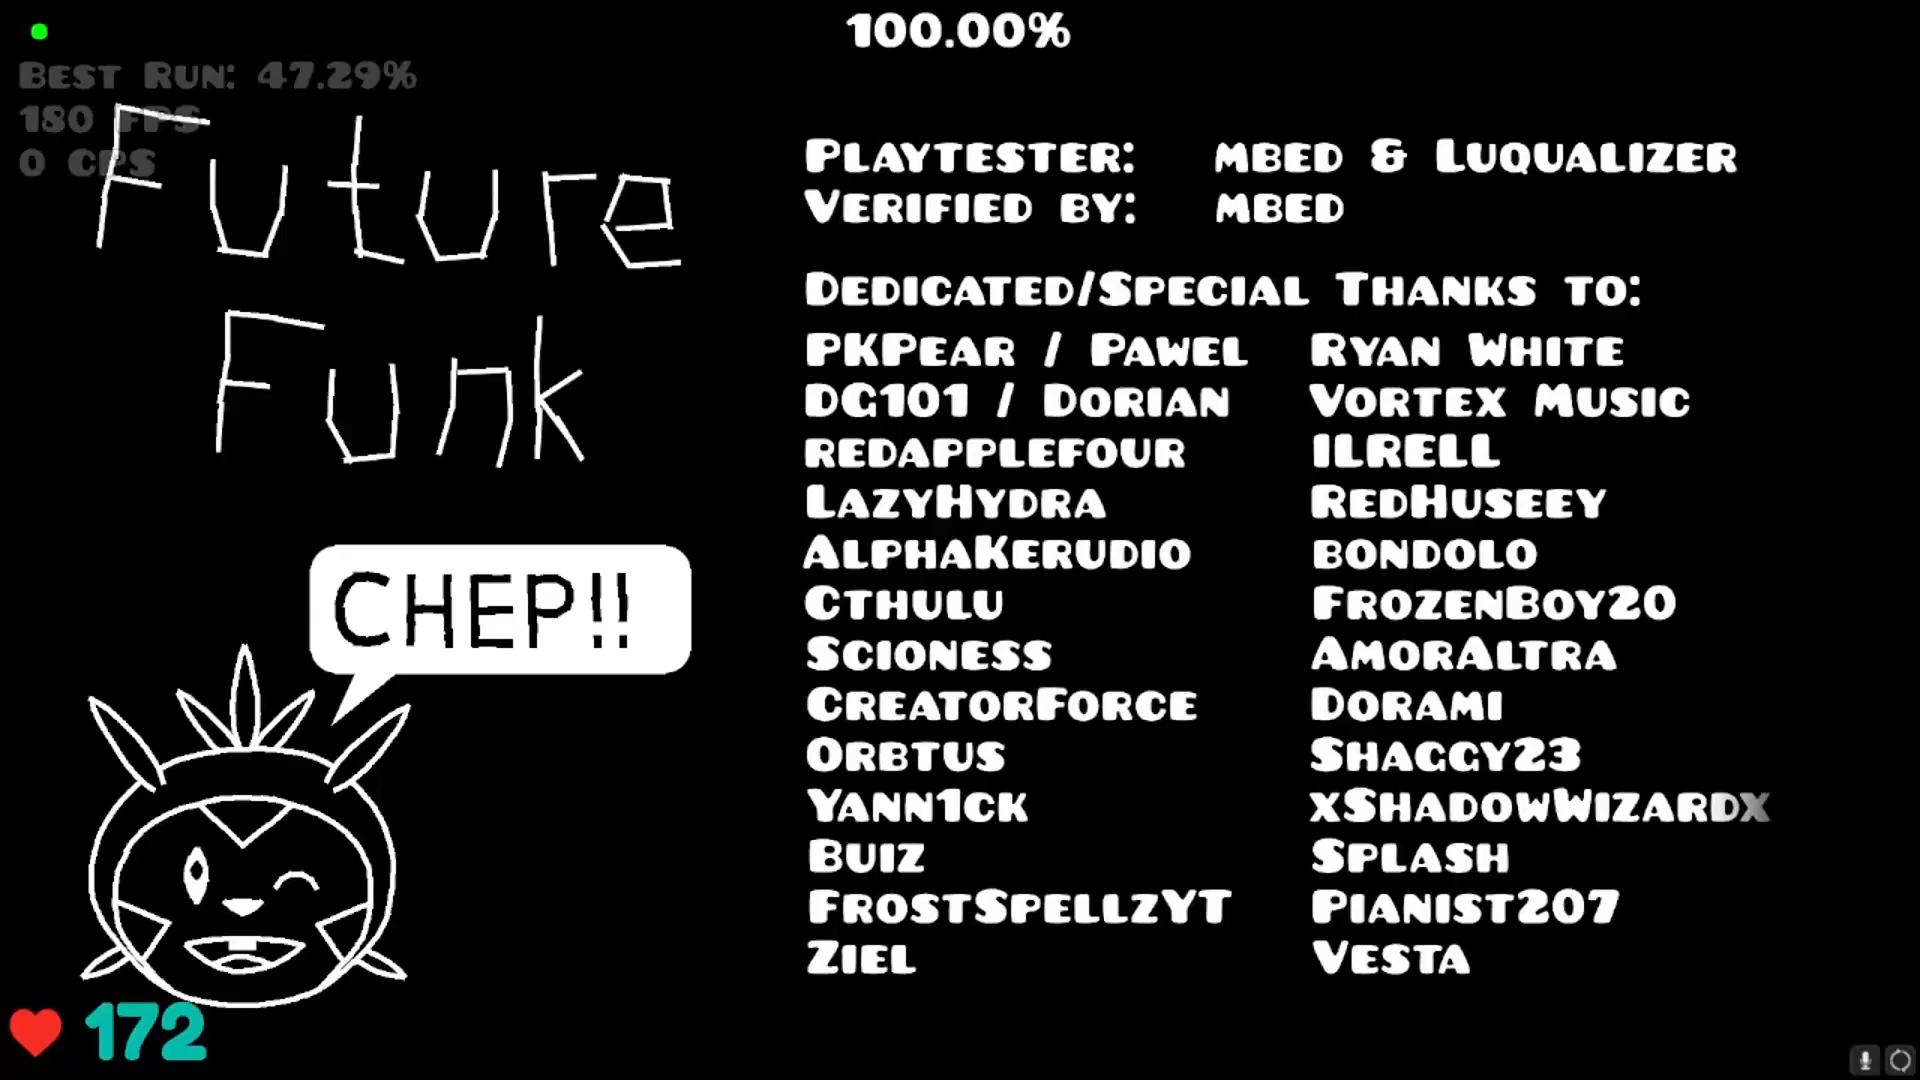 100.00%
Best Run: 47.29%
180 FPS
0 CPS
Future
Funk
CHEP!!
172
Playtester: mbed & Luqualizer
Verified by: mbed
Dedicated/Special Thanks to:
PKPear / Pawel
DG101 / Dorian
redapplefour
LazyHydra
AlphaKerudio
Cthulu
Scioness
CreatorForce
Orbtus
Yann1ck
Buiz
FrostSpellzYT
Ziel
Ryan White
Vortex Music
ILRELL
RedHuseey
bondolo
FrozenBoy20
AmorAltra
Dorami
Shaggy23
xShadowWizardx
Splash
Pianist207
Vesta